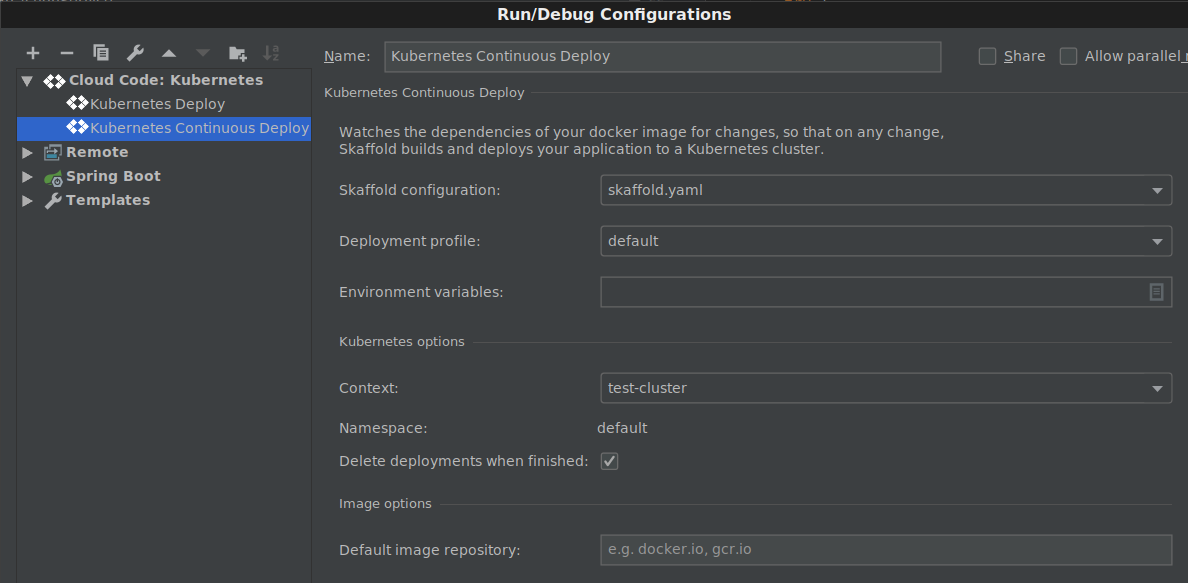 Run/Debug Configurations
Name: Kubernetes Continuous Deploy Share Allow parallel
Cloud Code: Kubernetes
Kubernetes Deploy
Kubernetes Continuous Deploy
Remote
Spring Boot
Templates
Kubernetes Continuous Deploy
Watches the dependencies of your docker image for changes, so that on any change,
Skaffold builds and deploys your application to a Kubernetes cluster.
Skaffold configuration: skaffold.yaml
Deployment profile: default
Environment variables:
Kubernetes options
Context: test-cluster
Namespace: default
Delete deployments when finished:
Image options
Default image repository: e.g. docker.io, gcr.io